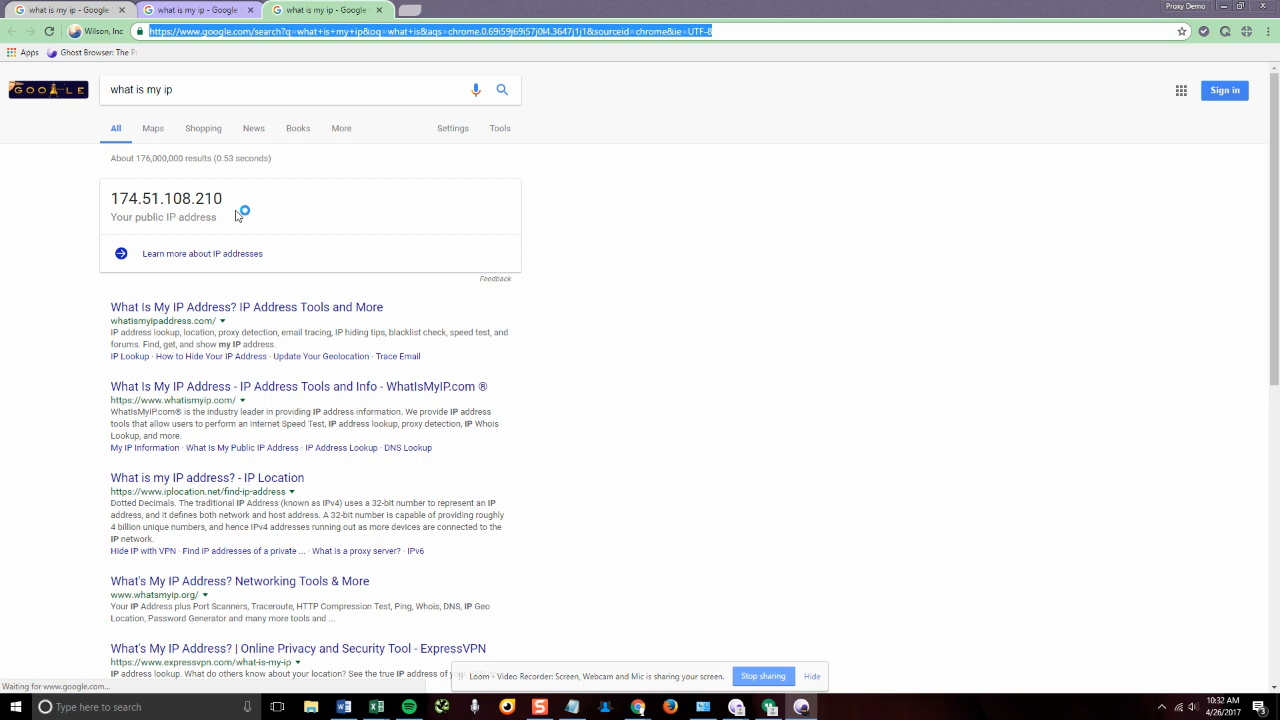 what is my ip - Google
what is my ip - Google
what is my ip - Google
Proxy Demo
Wilson, Inc
https://www.google.com/search?q=what+is+my+ip&oq=what+is&aqs=chrome.0.69i59j69i57j0l4.3647j1j1&sourceid=chrome&ie=UTF-8
Apps
Ghost Browser: The P
GOOGLE
what is my ip
Sign in
All Maps Shopping News Books More Settings Tools
About 176,000,000 results (0.53 seconds)
174.51.108.210
Your public IP address
Learn more about IP addresses
Feedback
What Is My IP Address? IP Address Tools and More
whatismyipaddress.com/
IP address lookup, location, proxy detection, email tracing, IP hiding tips, blacklist check, speed test, and
forums. Find, get, and show my IP address.
IP Lookup · How to Hide Your IP Address · Update Your Geolocation · Trace Email
What Is My IP Address - IP Address Tools and Info - WhatIsMyIP.com ®
https://www.whatismyip.com/
WhatIsMyIP.com® is the industry leader in providing IP address information. We provide IP address
tools that allow users to perform an Internet Speed Test, IP address lookup, proxy detection, IP Whois
Lookup, and more.
My IP Information · What Is My Public IP Address · IP Address Lookup · DNS Lookup
What is my IP address? - IP Location
https://www.iplocation.net/find-ip-address
Dotted Decimals. The traditional IP Address (known as IPv4) uses a 32-bit number to represent an IP
address, and it defines both network and host address. A 32-bit number is capable of providing roughly
4 billion unique numbers, and hence IPv4 addresses running out as more devices are connected to the
IP network.
Hide IP with VPN · Find IP addresses of a private ... · What is a proxy server? · IPv6
What's My IP Address? Networking Tools & More
www.whatsmyip.org/
Your IP Address plus Port Scanners, Traceroute, HTTP Compression Test, Ping, Whois, DNS, IP Geo
Location, Password Generator and many more tools and ...
What's My IP Address? | Online Privacy and Security Tool - ExpressVPN
https://www.expressvpn.com/what-is-my-ip
IP address lookup. What do others know about your location? See the true IP address of
Loom - Video Recorder: Screen, Webcam and Mic is sharing your screen.
Stop sharing
Hide
Waiting for www.google.com...
Type here to search
10:32 AM
4/26/2017